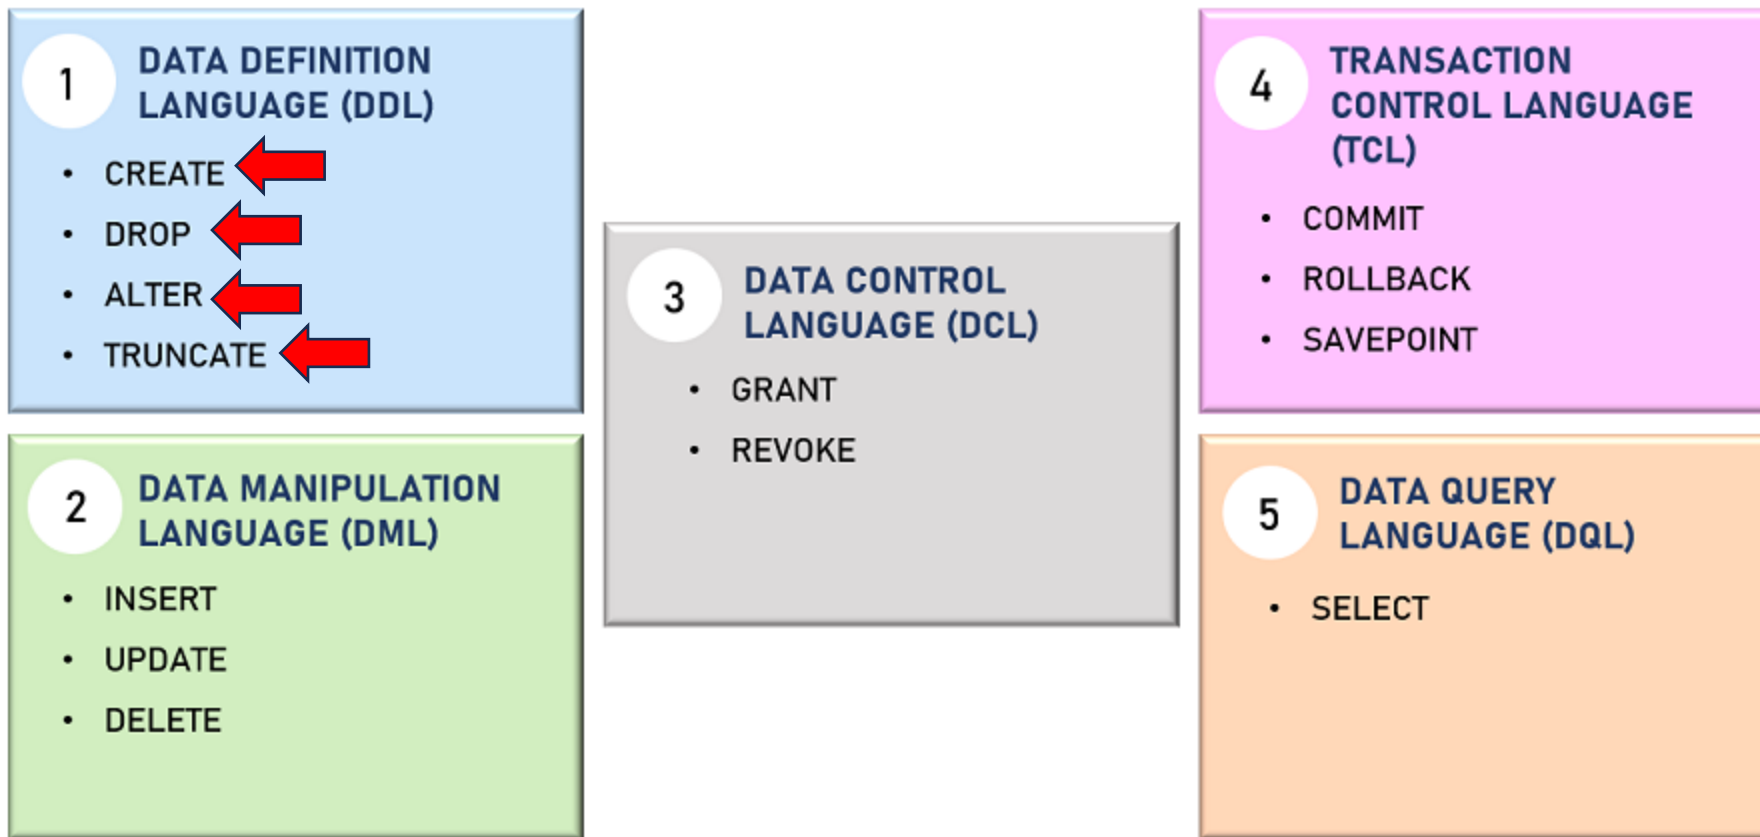 1
DATA DEFINITION
LANGUAGE (DDL)
• CREATE
• DROP
• ALTER
• TRUNCATE
2
DATA MANIPULATION
LANGUAGE (DML)
• INSERT
• UPDATE
• DELETE
3
DATA CONTROL
LANGUAGE (DCL)
• GRANT
• REVOKE
4
TRANSACTION
CONTROL LANGUAGE
(TCL)
• COMMIT
• ROLLBACK
• SAVEPOINT
5
DATA QUERY
LANGUAGE (DQL)
• SELECT